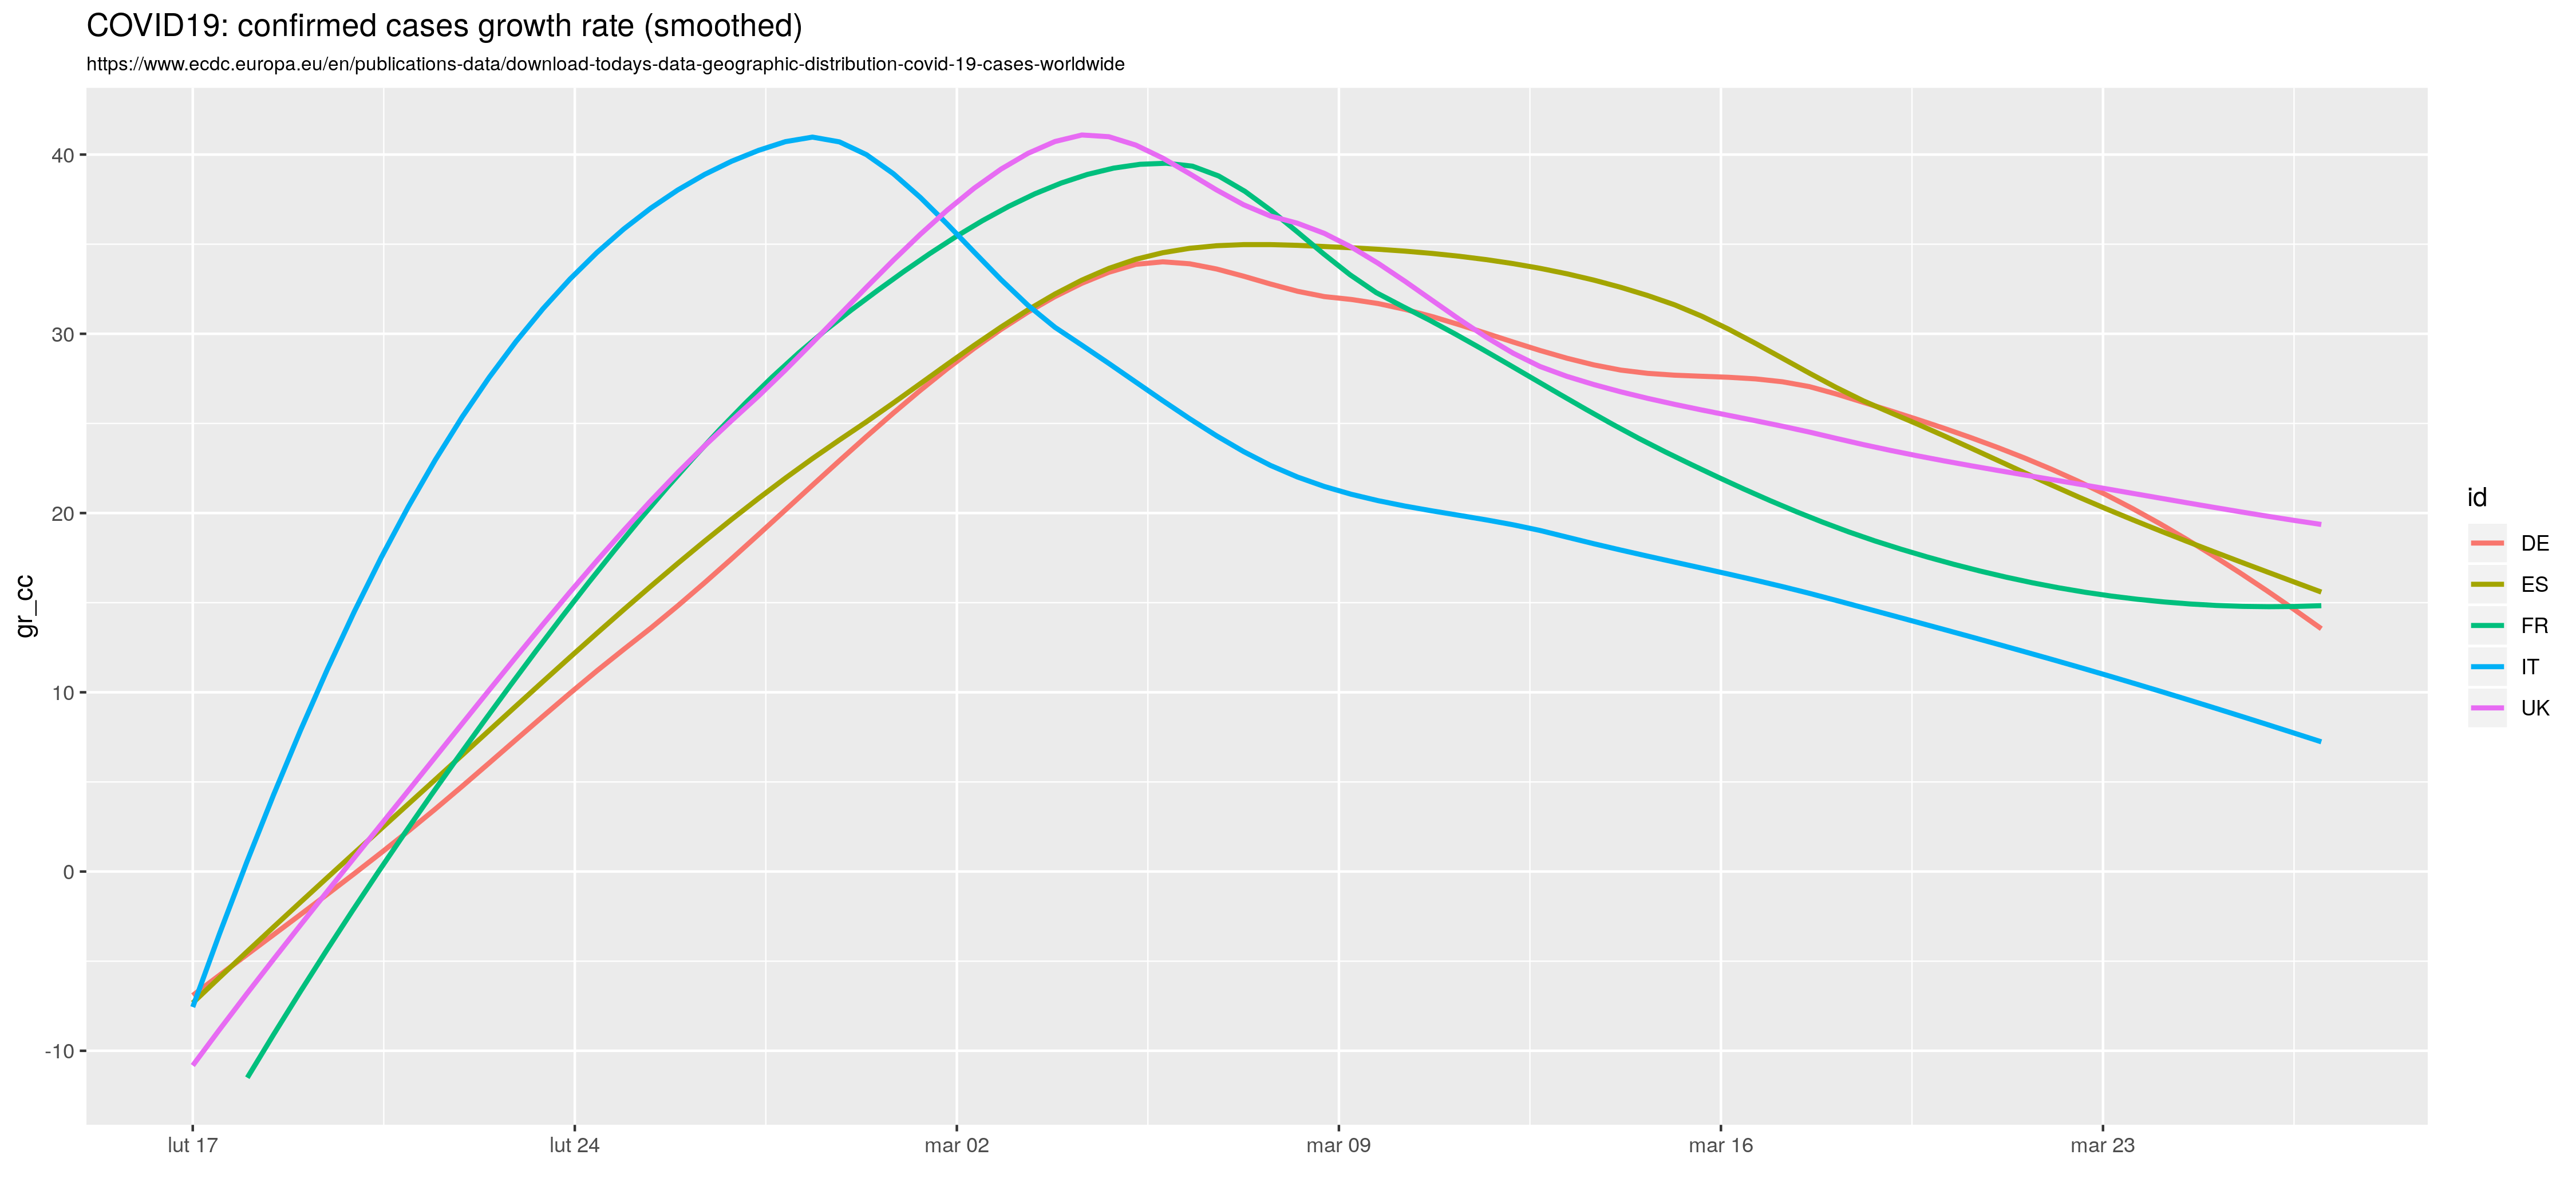 COVID19: confirmed cases growth rate (smoothed)
https://www.ecdc.europa.eu/en/publications-data/download-todays-data-geographic-distribution-covid-19-cases-worldwide
gr_cc
40
30
20
10
0
-10
lut 17
lut 24
mar 02
mar 09
mar 16
mar 23
id
DE
ES
FR
IT
UK